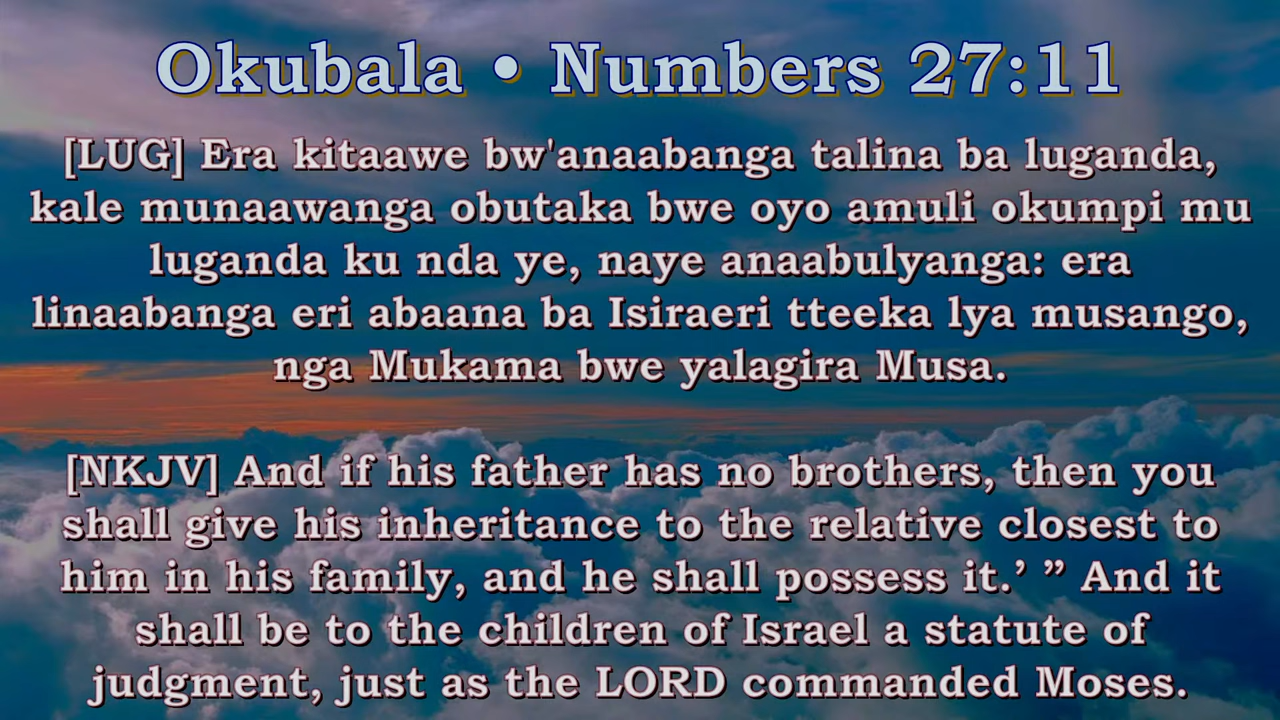 Okubala • Numbers 27:11
[LUG] Era kitaawe bw'anaabanga talina ba luganda,
kale munaawanga obutaka bwe oyo amuli okumpi mu
luganda ku nda ye, naye anaabulyanga: era
linaabanga eri abaana ba Isiraeri tteeka lya musango,
nga Mukama bwe yalagira Musa.
[NKJV] And if his father has no brothers, then you
shall give his inheritance to the relative closest to
him in his family, and he shall possess it.’ ” And it
shall be to the children of Israel a statute of
judgment, just as the LORD commanded Moses.